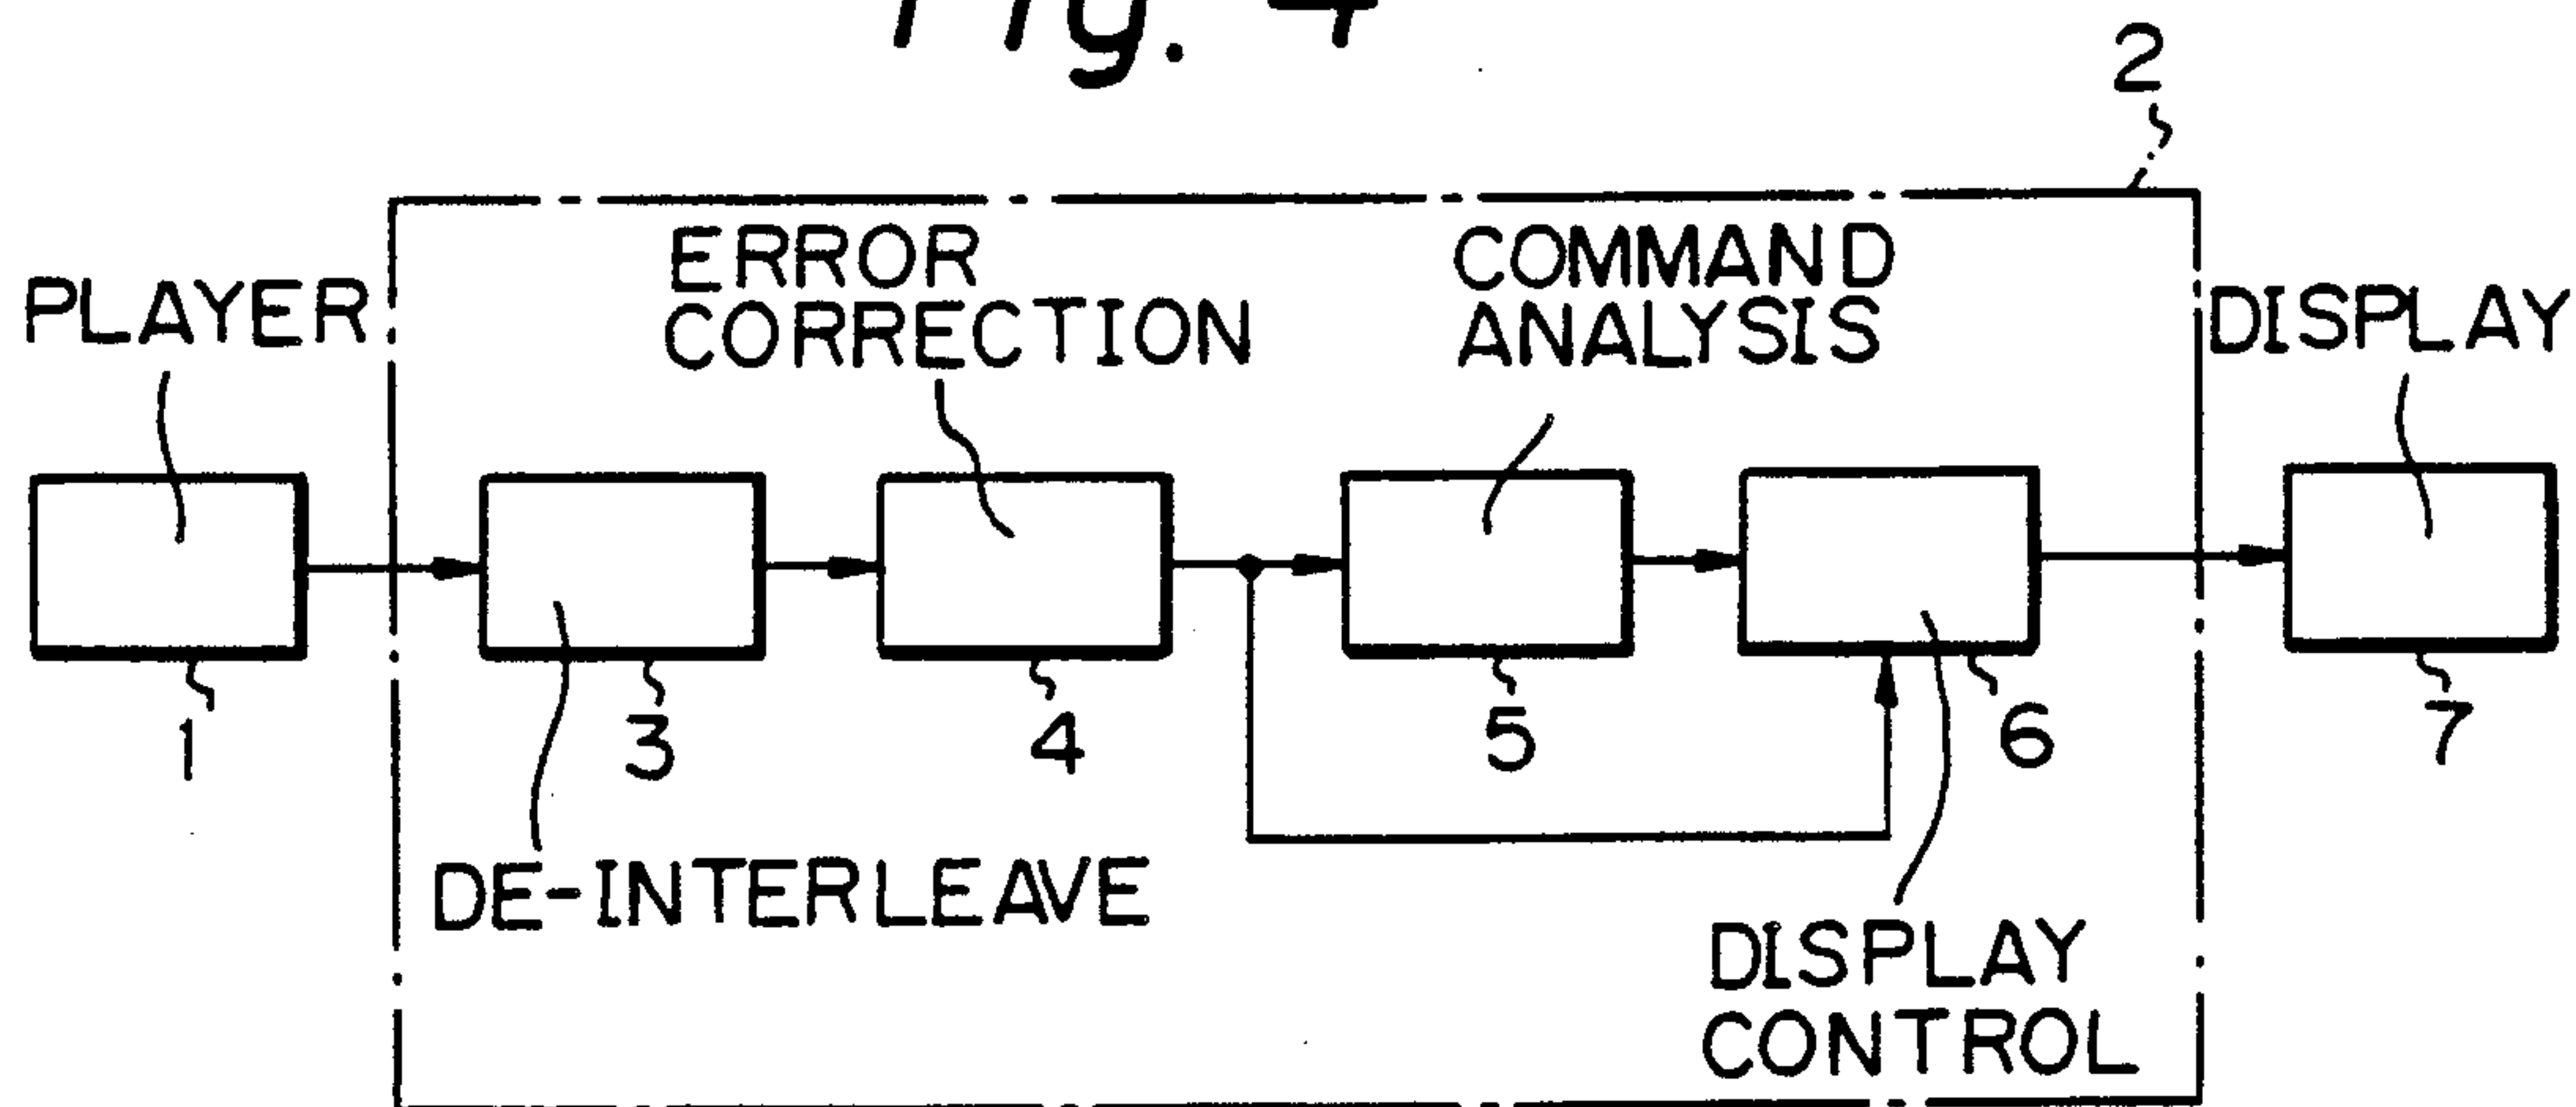 Fig. 4
2
PLAYER
ERROR
CORRECTION
COMMAND
ANALYSIS
DISPLAY
1
3
4
5
6
7
DE-INTERLEAVE
DISPLAY
CONTROL